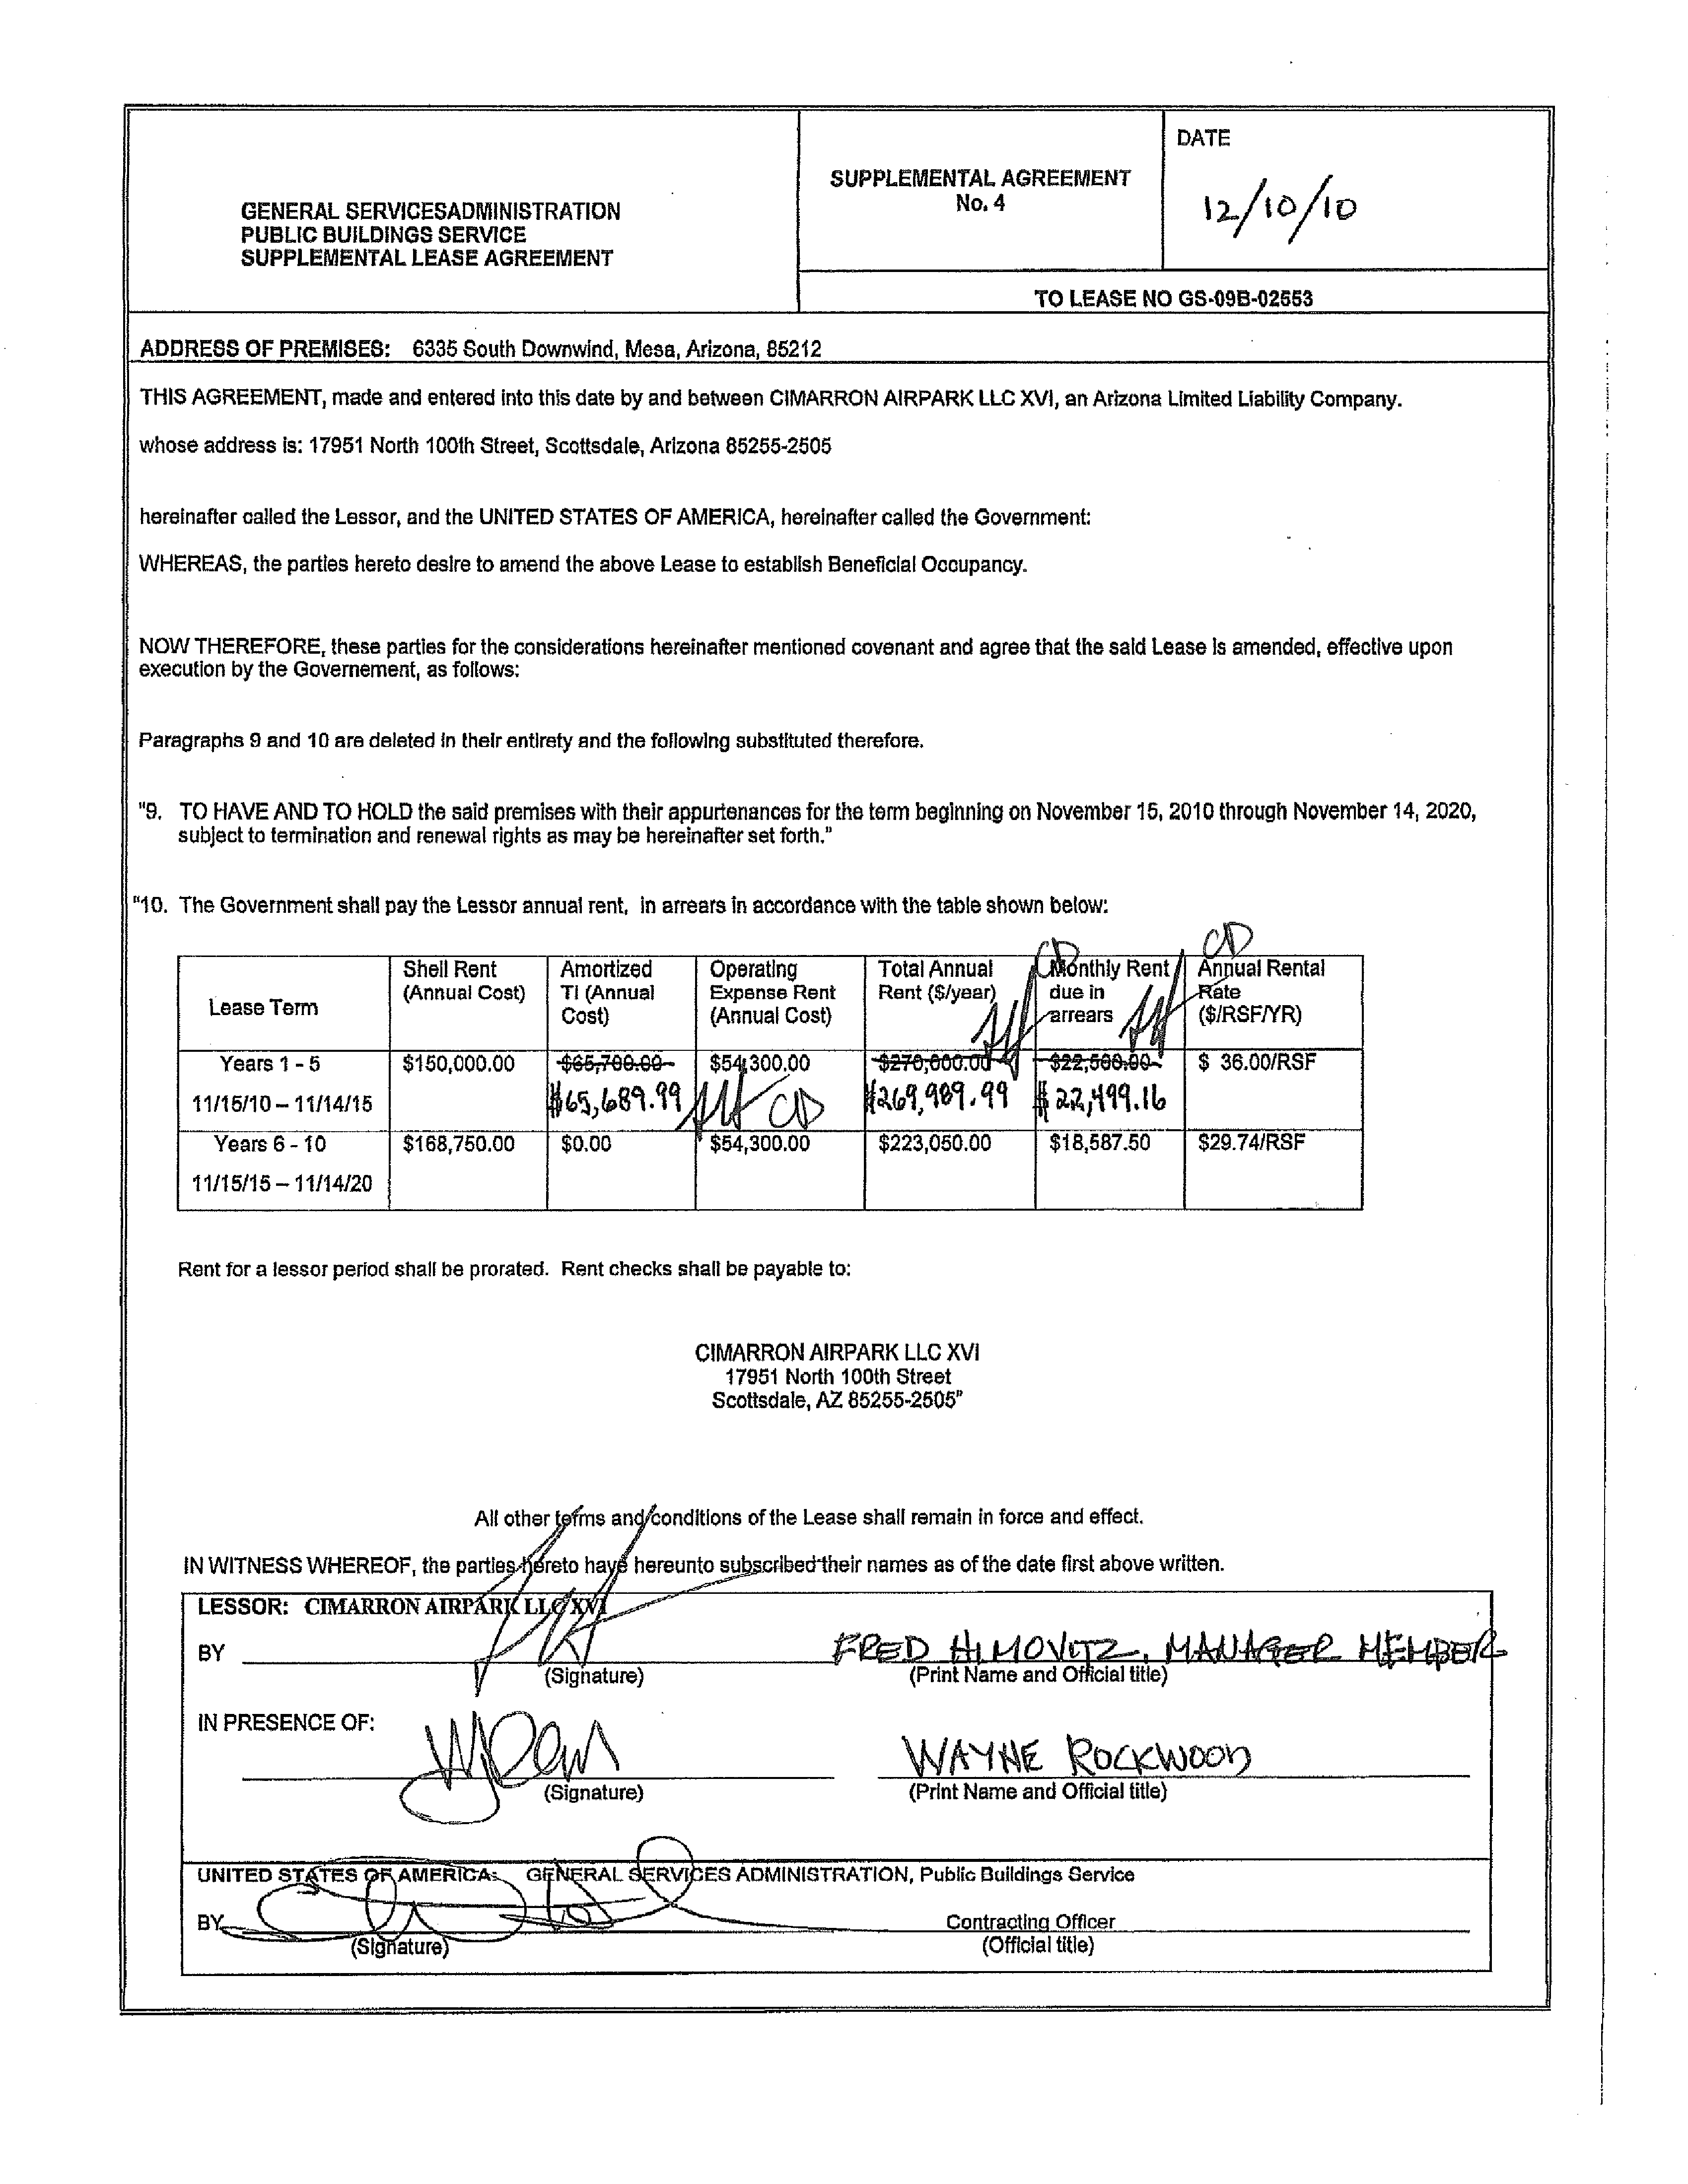 DATE
SUPPLEMENTAL AGREEMENT
No. 4
12/10/10
GENERAL SERVICESADMINISTRATION
PUBLIC BUILDINGS SERVICE
SUPPLEMENTAL LEASE AGREEMENT
TO LEASE NO GS-09B-02553
ADDRESS OF PREMISES: 6335 South Downwind, Mesa, Arizona, 85212
THIS AGREEMENT, made and entered into this date by and between CIMARRON AIRPARK LLC XVI, an Arizona Limited Liability Company.
whose address is: 17951 North 100th Street, Scottsdale, Arizona 85255-2505
hereinafter called the Lessor, and the UNITED STATES OF AMERICA, hereinafter called the Government:
WHEREAS, the parties hereto desire to amend the above Lease to establish Beneficial Occupancy.
NOW THEREFORE, these parties for the considerations hereinafter mentioned covenant and agree that the said Lease is amended, effective upon
execution by the Governement, as follows:
Paragraphs 9 and 10 are deleted in their entirety and the following substituted therefore.
"9. TO HAVE AND TO HOLD the said premises with their appurtenances for the term beginning on November 15, 2010 through November 14, 2020,
subject to termination and renewal rights as may be hereinafter set forth."
"10. The Government shall pay the Lessor annual rent, in arrears in accordance with the table shown below:
CD CD
Lease Term Shell Rent (Annual Cost) Amortized TI (Annual Cost) Operating Expense Rent (Annual Cost) Total Annual Rent ($/year) Monthly Rent due in arrears Annual Rental Rate ($/RSF/YR)
Years 1 - 5 $150,000.00 $65,700.00 $54,300.00 $270,000.00 $22,500.00 $ 36.00/RSF
11/15/10 – 11/14/15 $65,689.99 CD $269,989.99 $22,499.16
Years 6 - 10 $168,750.00 $0.00 $54,300.00 $223,050.00 $18,587.50 $29.74/RSF
11/15/15 – 11/14/20
Rent for a lessor period shall be prorated. Rent checks shall be payable to:
CIMARRON AIRPARK LLC XVI
17951 North 100th Street
Scottsdale, AZ 85255-2505"
All other terms and conditions of the Lease shall remain in force and effect.
IN WITNESS WHEREOF, the parties hereto have hereunto subscribed their names as of the date first above written.
LESSOR: CIMARRON AIRPARK LLC XVI
BY FRED HIMOVITZ, MANAGER MEMBER
(Signature) (Print Name and Official title)
IN PRESENCE OF:
WAYNE ROCKWOOD
(Signature) (Print Name and Official title)
UNITED STATES OF AMERICA: GENERAL SERVICES ADMINISTRATION, Public Buildings Service
BY Contracting Officer
(Signature) (Official title)